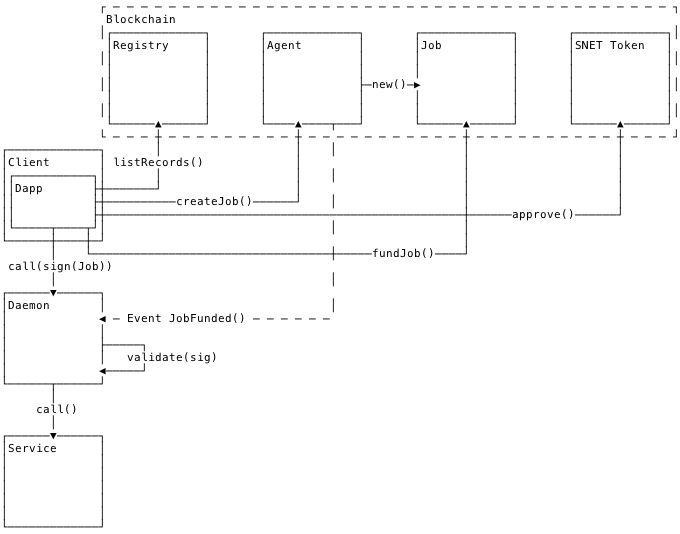 Blockchain
Registry
Agent
Job
SNET Token
new()
Client
listRecords()
Dapp
createJob()
approve()
fundJob()
call(sign(Job))
Daemon
Event JobFunded()
validate(sig)
call()
Service